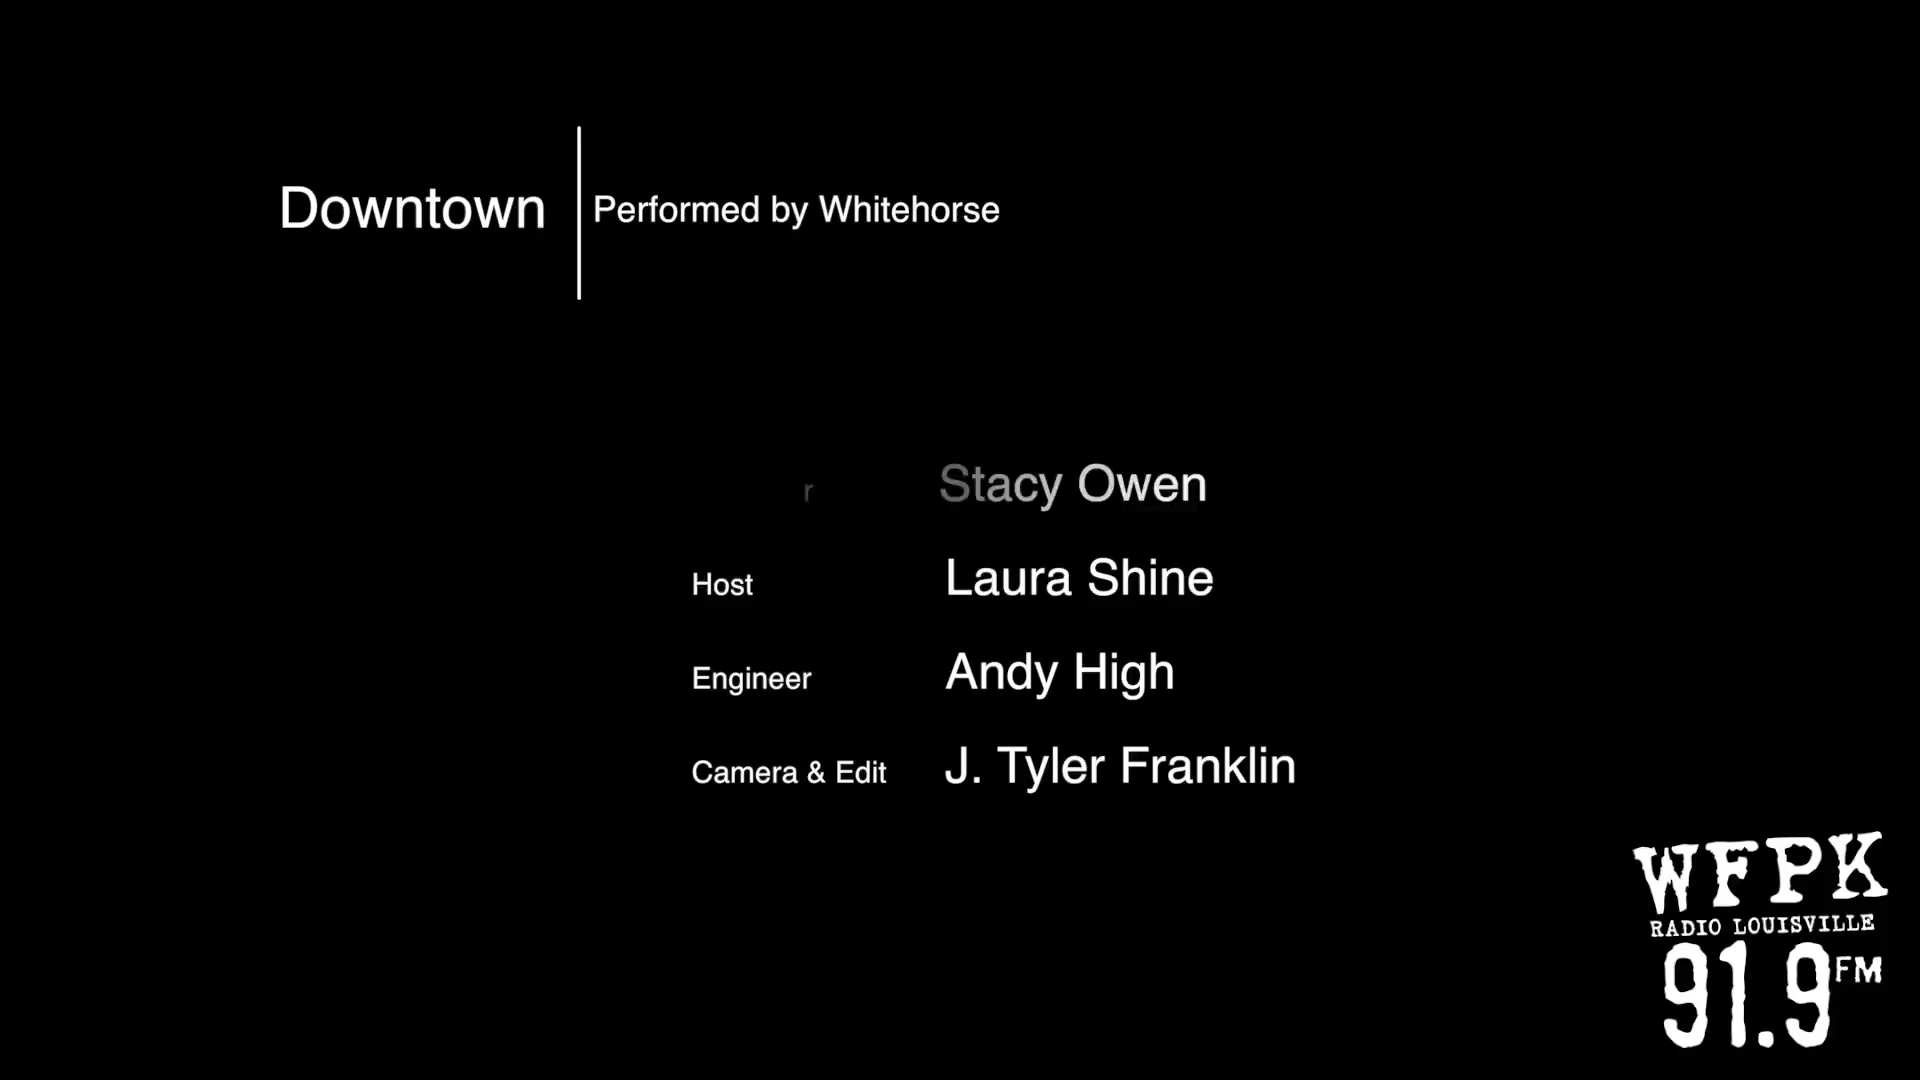 Downtown
Performed by Whitehorse
r Stacy Owen
Host Laura Shine
Engineer Andy High
Camera & Edit J. Tyler Franklin
WFPK
RADIO LOUISVILLE
91.9 FM